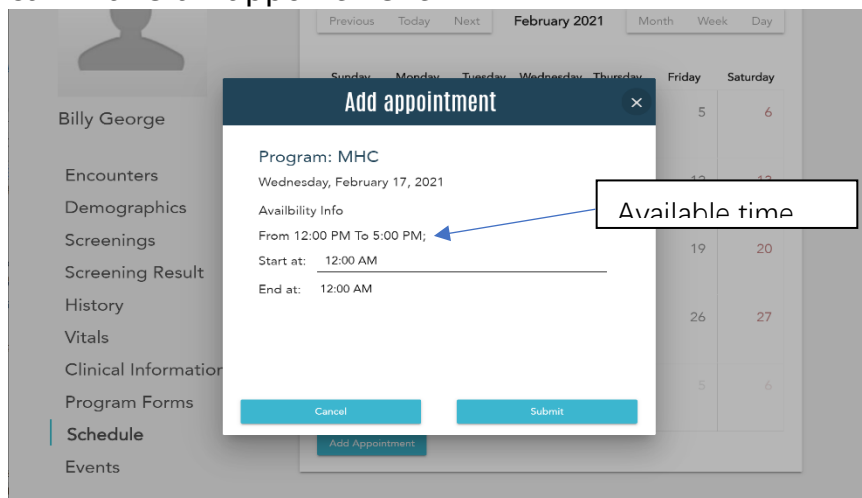 Previous Today Next February 2021 Month Week Day
Sunday Monday Tuesday Wednesday Thursday Friday Saturday
Add appointment ×
Billy George
5 6
Program: MHC
Encounters
Wednesday, February 17, 2021
12 13
Demographics
Availbility Info
Available time
Screenings
From 12:00 PM To 5:00 PM;
19 20
Start at: 12:00 AM
Screening Result
End at: 12:00 AM
History
26 27
Vitals
Clinical Information
5 6
Program Forms
Cancel Submit
Schedule
Add Appointment
Events